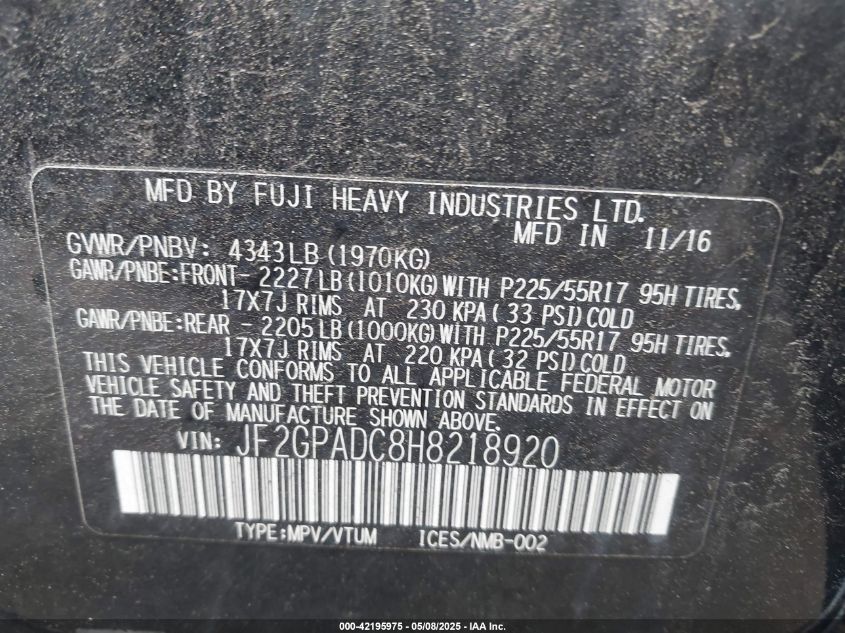 MFD BY FUJI HEAVY INDUSTRIES LTD.
MFD IN 11/16
GVWR/PNBV: 4343LB (1970KG)
GAWR/PNBE:FRONT- 2227LB(1010KG)WITH P225/55R17 95H TIRES,
17X7J RIMS AT 230 KPA( 33 PSI)COLD
GAWR/PNBE:REAR - 2205LB(1000KG)WITH P225/55R17 95H TIRES,
17X7J RIMS AT 220 KPA( 32 PSI)COLD
THIS VEHICLE CONFORMS TO ALL APPLICABLE FEDERAL MOTOR
VEHICLE SAFETY AND THEFT PREVENTION STANDARDS IN EFFECT ON
THE DATE OF MANUFACTURE SHOWN ABOVE.
VIN: JF2GPADC8H8218920
TYPE:MPV/VTUM ICES/NMB-002
000-42195975 - 05/08/2025 - IAA Inc.